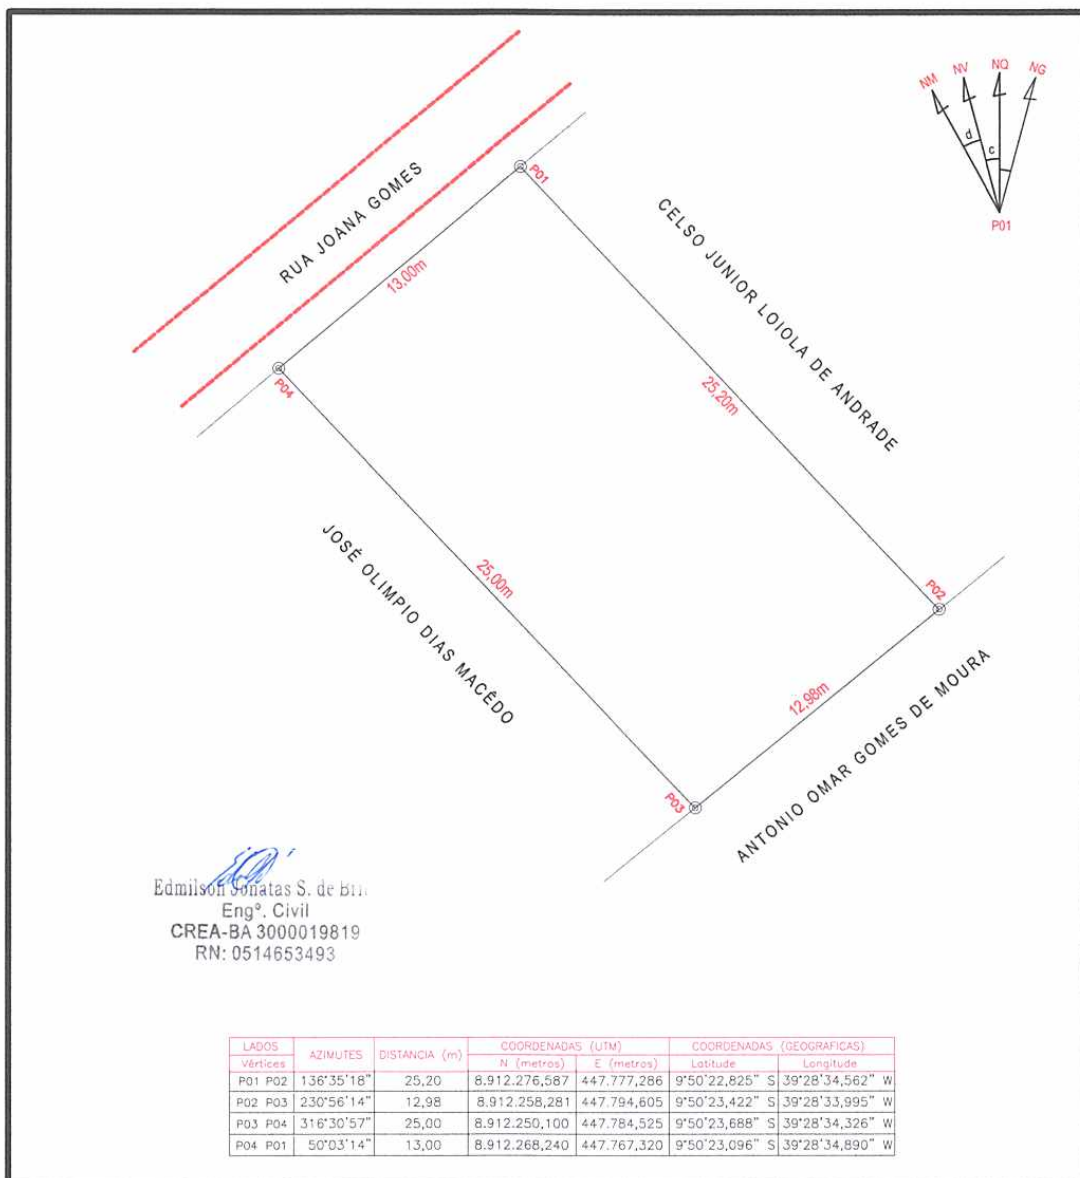 NM NV NQ NG
d
c
P01
P01
RUA JOANA GOMES
13,00m
CELSO JUNIOR LOIOLA DE ANDRADE
25,20m
P04
JOSÉ OLIMPIO DIAS MACÊDO
25,00m
P02
12,98m
P03
ANTONIO OMAR GOMES DE MOURA
Edmilson Jonatas S. de
Engº. Civil
CREA-BA 3000019819
RN: 0514653493
LADOS AZIMUTES DISTANCIA (m) COORDENADAS (UTM) COORDENADAS (GEOGRAFICAS)
Vértices N (metros) E (metros) Latitude Longitude
P01 P02 136°35'18" 25,20 8.912.276,587 447.777,286 9°50'22,825" S 39°28'34,562" W
P02 P03 230°56'14" 12,98 8.912.258,281 447.794,605 9°50'23,422" S 39°28'33,995" W
P03 P04 316°30'57" 25,00 8.912.250,100 447.784,525 9°50'23,688" S 39°28'34,326" W
P04 P01 50°03'14" 13,00 8.912.268,240 447.767,320 9°50'23,096" S 39°28'34,890" W